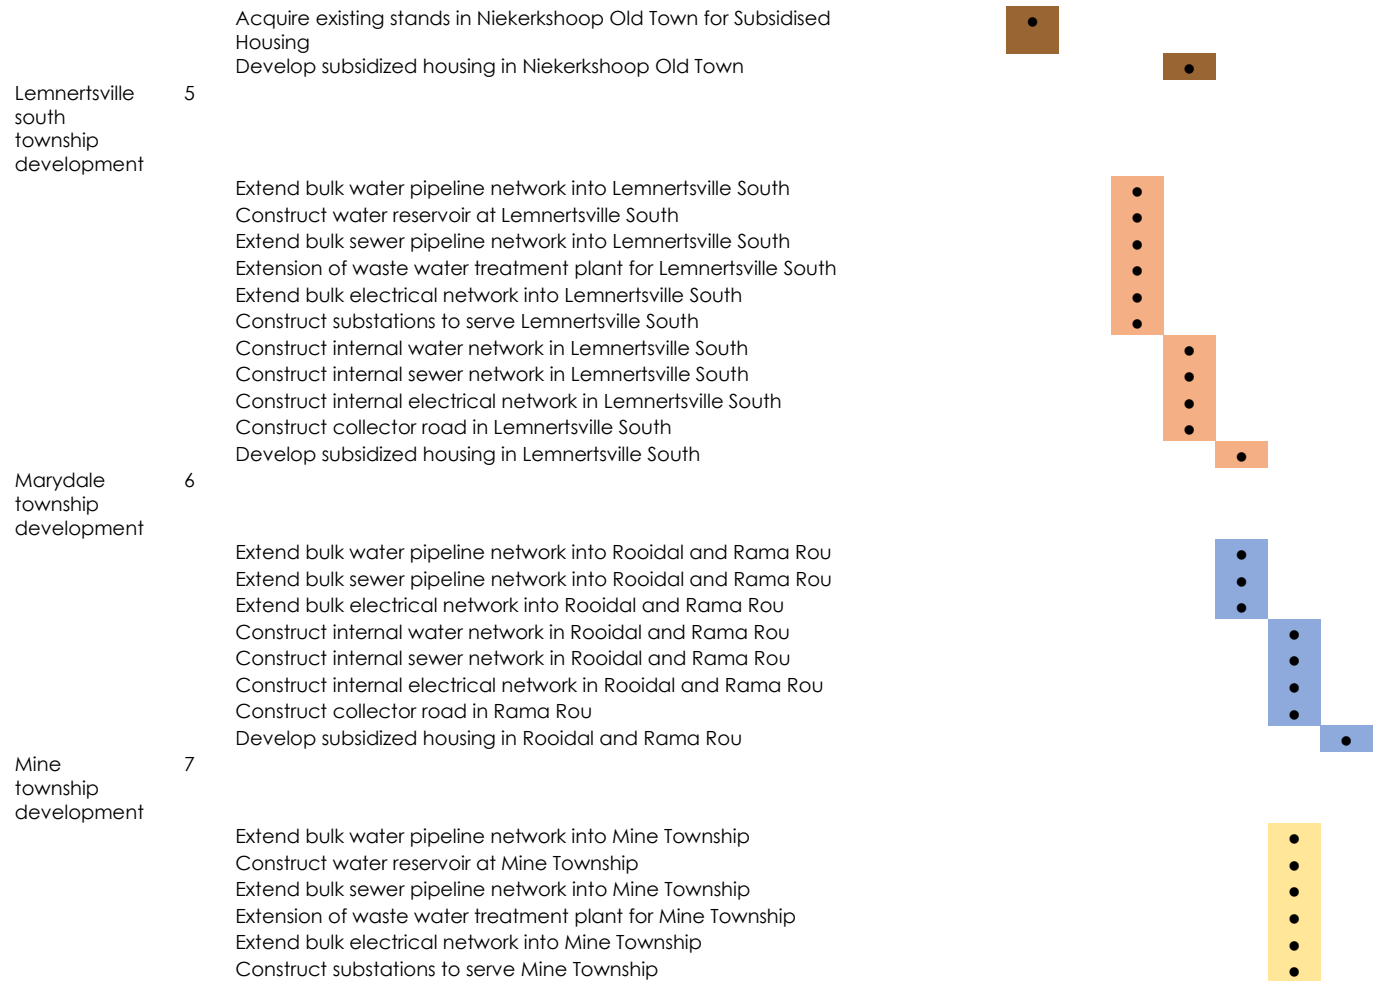 Acquire existing stands in Niekerkshoop Old Town for Subsidised
Housing
Develop subsidized housing in Niekerkshoop Old Town
Lemnertsville 5
south
township
development
Extend bulk water pipeline network into Lemnertsville South
Construct water reservoir at Lemnertsville South
Extend bulk sewer pipeline network into Lemnertsville South
Extension of waste water treatment plant for Lemnertsville South
Extend bulk electrical network into Lemnertsville South
Construct substations to serve Lemnertsville South
Construct internal water network in Lemnertsville South
Construct internal sewer network in Lemnertsville South
Construct internal electrical network in Lemnertsville South
Construct collector road in Lemnertsville South
Develop subsidized housing in Lemnertsville South
Marydale 6
township
development
Extend bulk water pipeline network into Rooidal and Rama Rou
Extend bulk sewer pipeline network into Rooidal and Rama Rou
Extend bulk electrical network into Rooidal and Rama Rou
Construct internal water network in Rooidal and Rama Rou
Construct internal sewer network in Rooidal and Rama Rou
Construct internal electrical network in Rooidal and Rama Rou
Construct collector road in Rama Rou
Develop subsidized housing in Rooidal and Rama Rou
Mine 7
township
development
Extend bulk water pipeline network into Mine Township
Construct water reservoir at Mine Township
Extend bulk sewer pipeline network into Mine Township
Extension of waste water treatment plant for Mine Township
Extend bulk electrical network into Mine Township
Construct substations to serve Mine Township